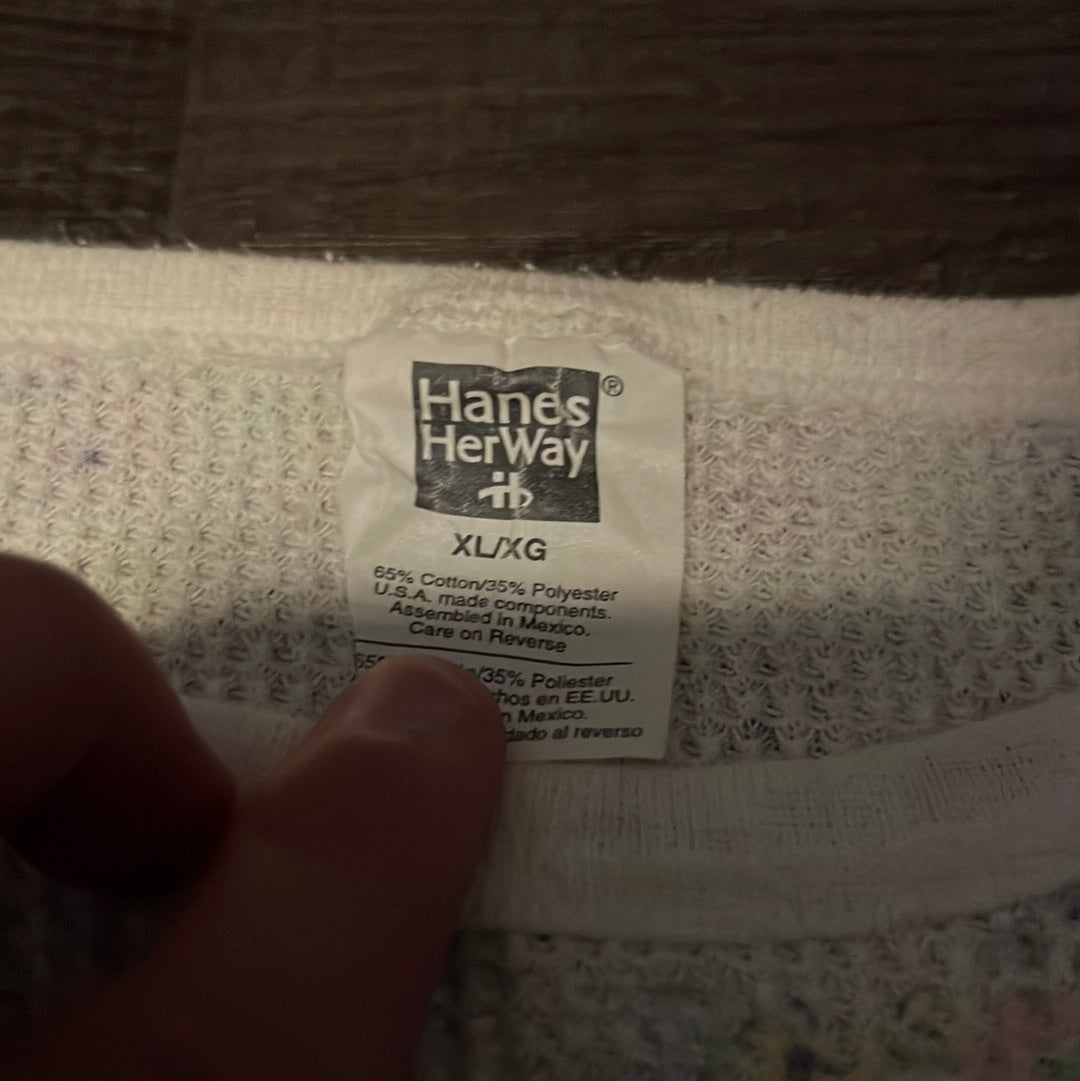 Hanes
HerWay
®
XL/XG
65% Cotton/35% Polyester
U.S.A. made components.
Assembled in Mexico.
Care on Reverse
/35% Poliester
en EE.UU.
Mexico.
al reverso